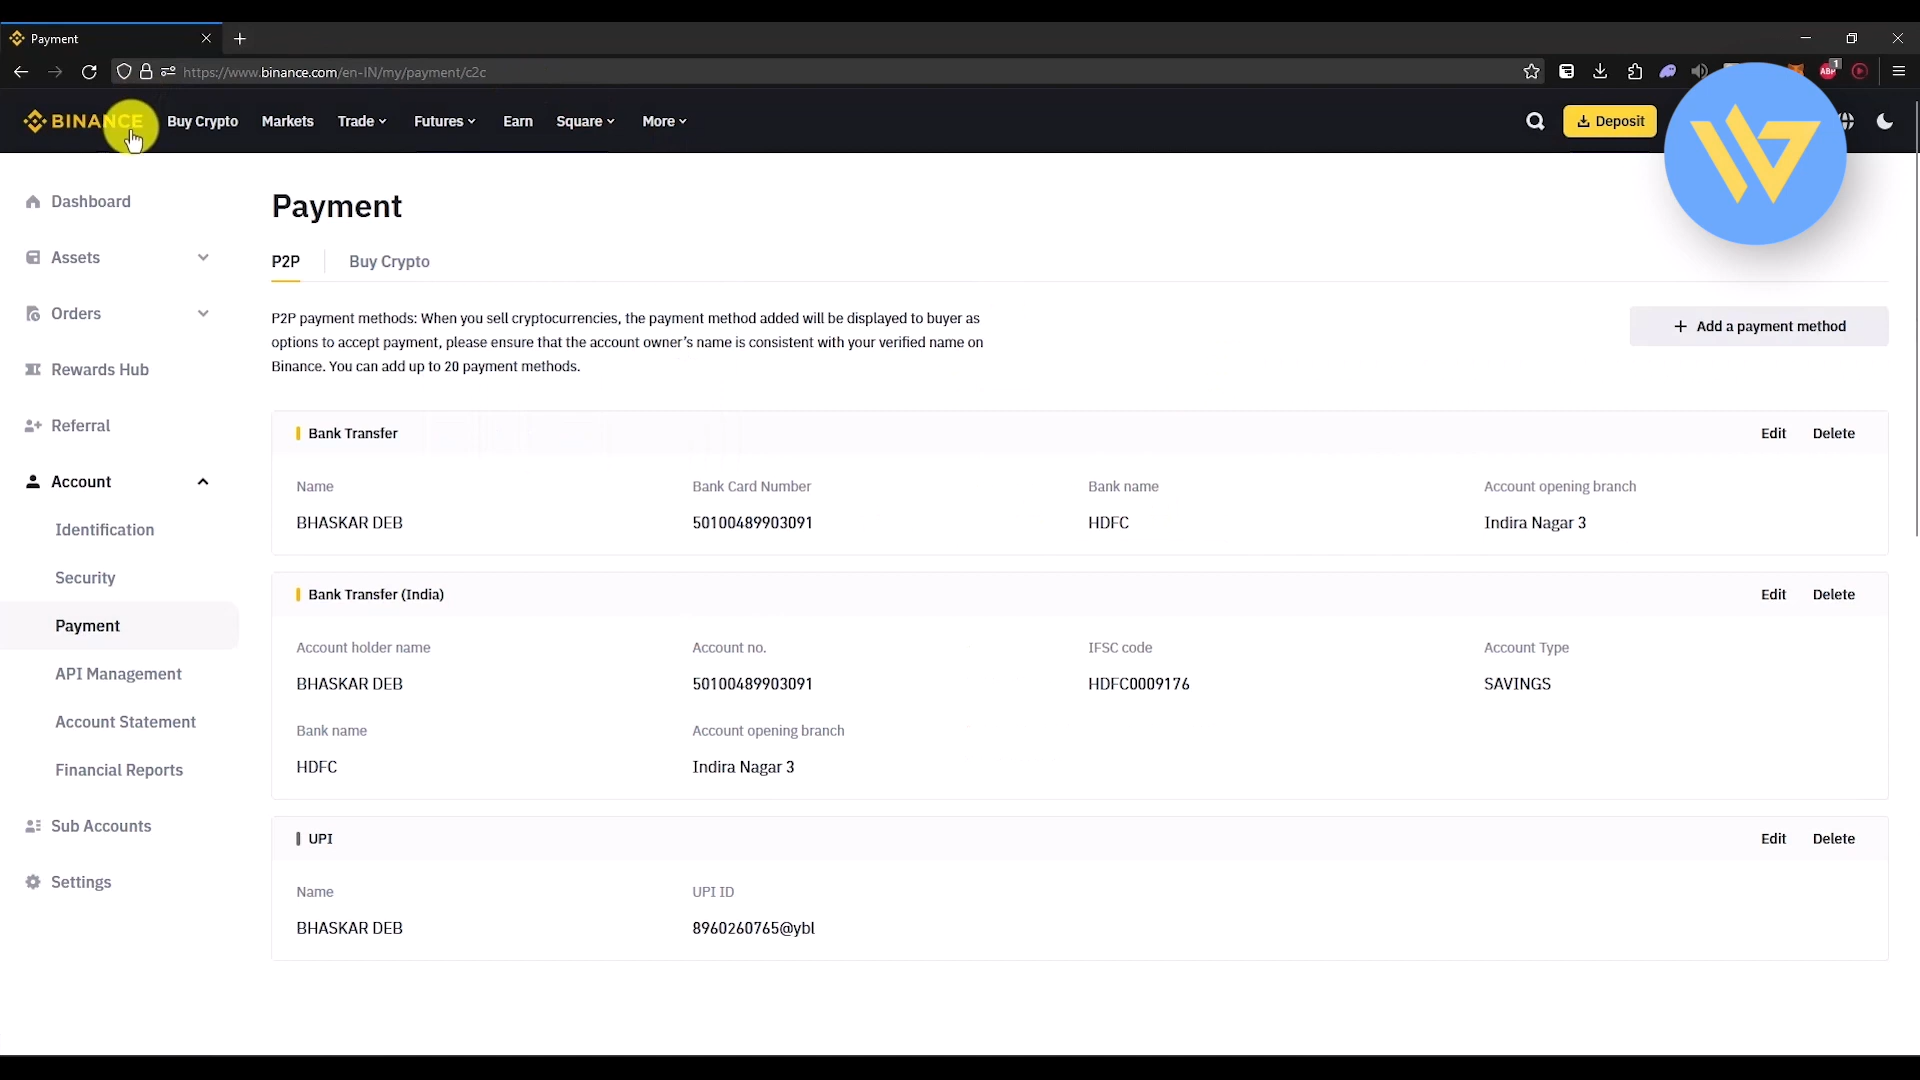 Payment
https://www.binance.com/en-IN/my/payment/c2c
ABP 1
BINANCE Buy Crypto Markets Trade Futures Earn Square More Deposit
Dashboard
Assets
Orders
Rewards Hub
Referral
Account
Identification
Security
Payment
API Management
Account Statement
Financial Reports
Sub Accounts
Settings
Payment
P2P Buy Crypto
P2P payment methods: When you sell cryptocurrencies, the payment method added will be displayed to buyer as
options to accept payment, please ensure that the account owner's name is consistent with your verified name on
Binance. You can add up to 20 payment methods.
+ Add a payment method
Bank Transfer Edit Delete
Name Bank Card Number Bank name Account opening branch
BHASKAR DEB 50100489903091 HDFC Indira Nagar 3
Bank Transfer (India) Edit Delete
Account holder name Account no. IFSC code Account Type
BHASKAR DEB 50100489903091 HDFC0009176 SAVINGS
Bank name Account opening branch
HDFC Indira Nagar 3
UPI Edit Delete
Name UPI ID
BHASKAR DEB 8960260765@ybl